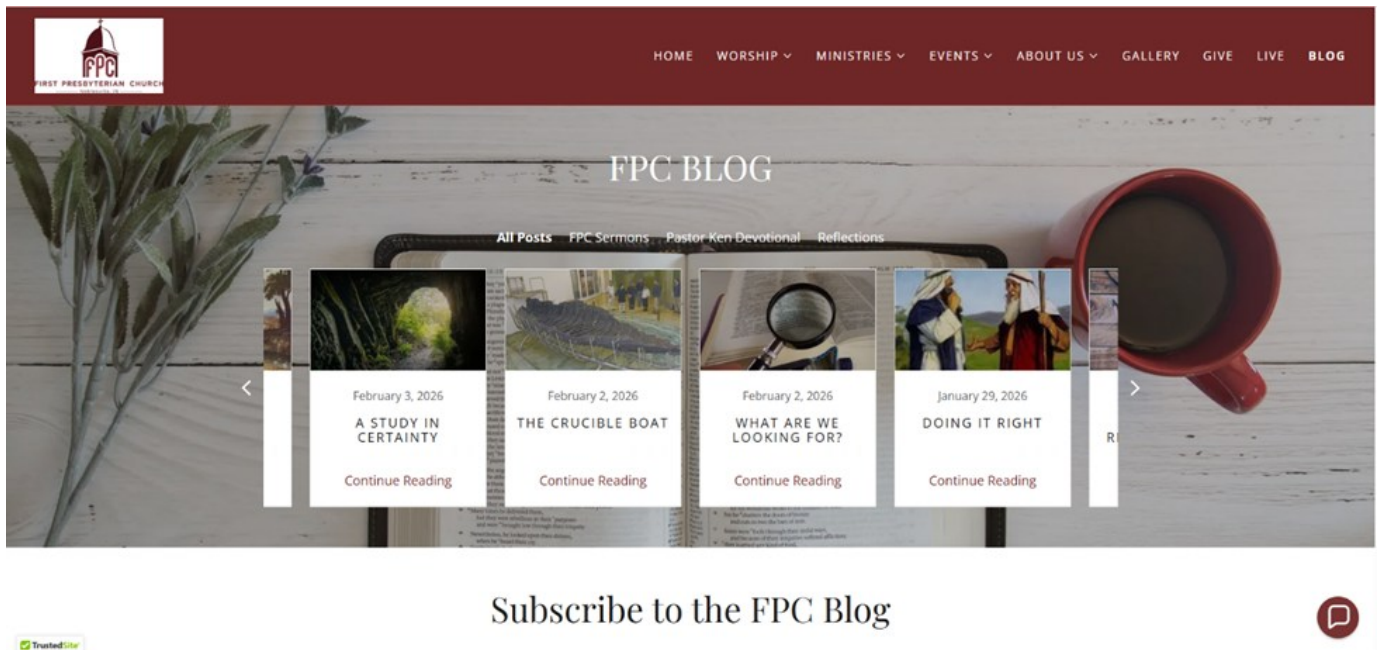 FPC
FIRST PRESBYTERIAN CHURCH
HOME WORSHIP MINISTRIES EVENTS ABOUT US GALLERY GIVE LIVE BLOG
FPC BLOG
All Posts FPC Sermons Pastor Ken Devotional Reflections
February 3, 2026
A STUDY IN
CERTAINTY
Continue Reading
February 2, 2026
THE CRUCIBLE BOAT
Continue Reading
February 2, 2026
WHAT ARE WE
LOOKING FOR?
Continue Reading
January 29, 2026
DOING IT RIGHT
Continue Reading
Subscribe to the FPC Blog
TrustedSite